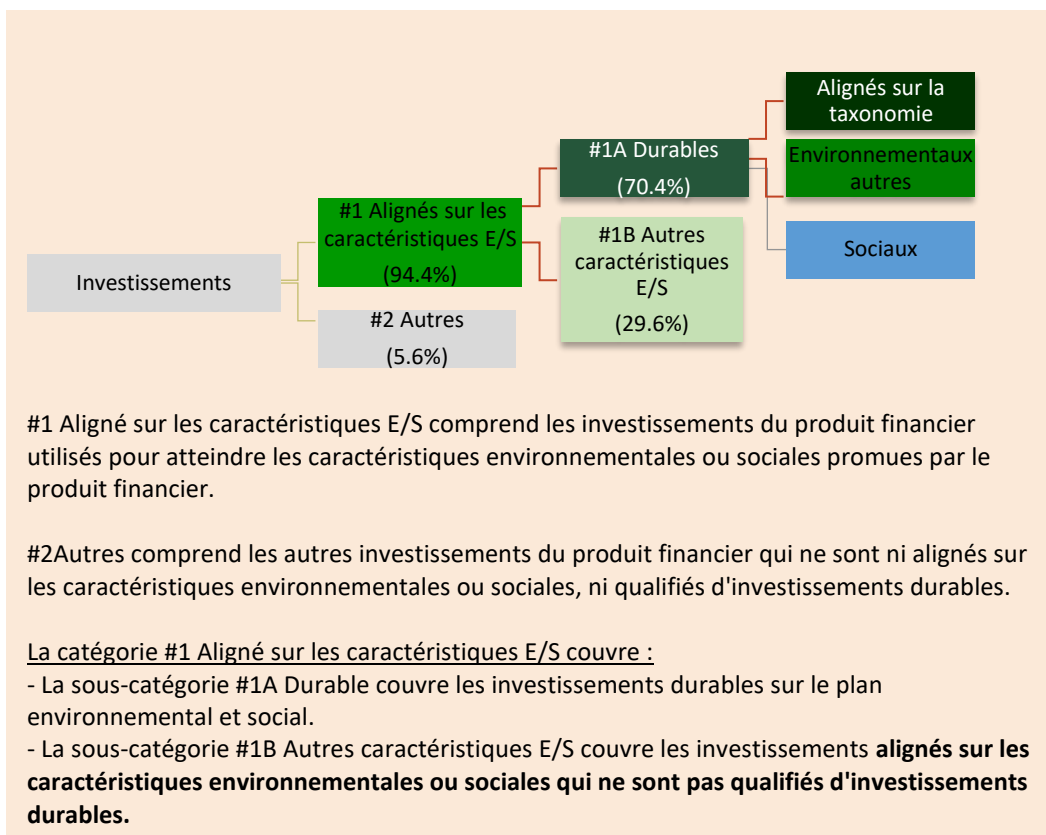 Alignés sur la
taxonomie
#1A Durables
(70.4%)
Environnementaux
autres
#1 Alignés sur les
caractéristiques E/S
(94.4%)
#1B Autres
caractéristiques
E/S
(29.6%)
Sociaux
Investissements
#2 Autres
(5.6%)
#1 Aligné sur les caractéristiques E/S comprend les investissements du produit financier
utilisés pour atteindre les caractéristiques environnementales ou sociales promues par le
produit financier.
#2Autres comprend les autres investissements du produit financier qui ne sont ni alignés sur
les caractéristiques environnementales ou sociales, ni qualifiés d'investissements durables.
La catégorie #1 Aligné sur les caractéristiques E/S couvre :
- La sous-catégorie #1A Durable couvre les investissements durables sur le plan
environnemental et social.
- La sous-catégorie #1B Autres caractéristiques E/S couvre les investissements alignés sur les
caractéristiques environnementales ou sociales qui ne sont pas qualifiés d'investissements
durables.